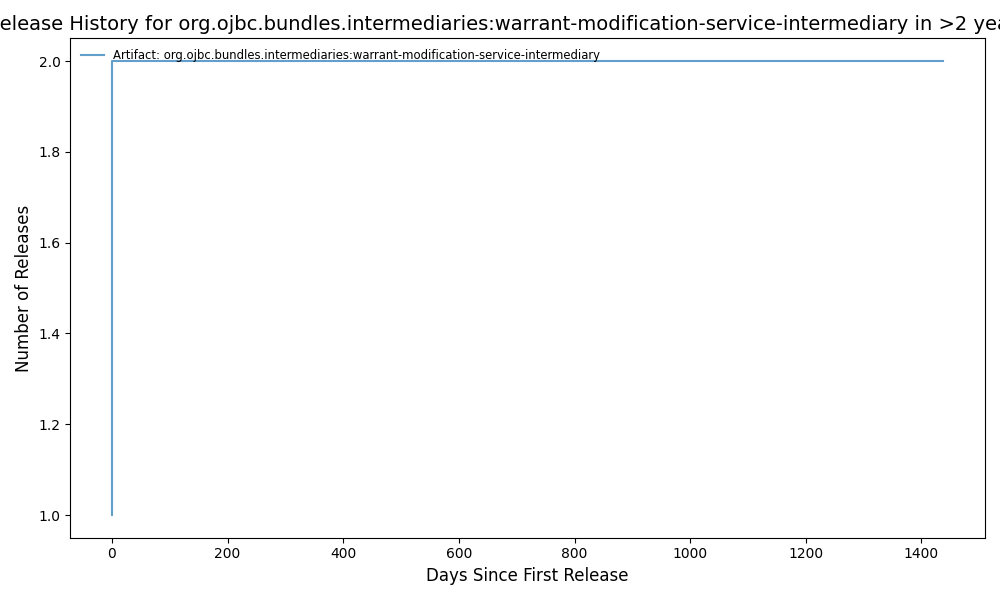 elease History for org.ojbc.bundles.intermediaries:warrant-modification-service-intermediary in >2 yea
Artifact: org.ojbc.bundles.intermediaries:warrant-modification-service-intermediary
2.0
1.8
1.6
1.4
1.2
1.0
Number of Releases
0 200 400 600 800 1000 1200 1400
Days Since First Release